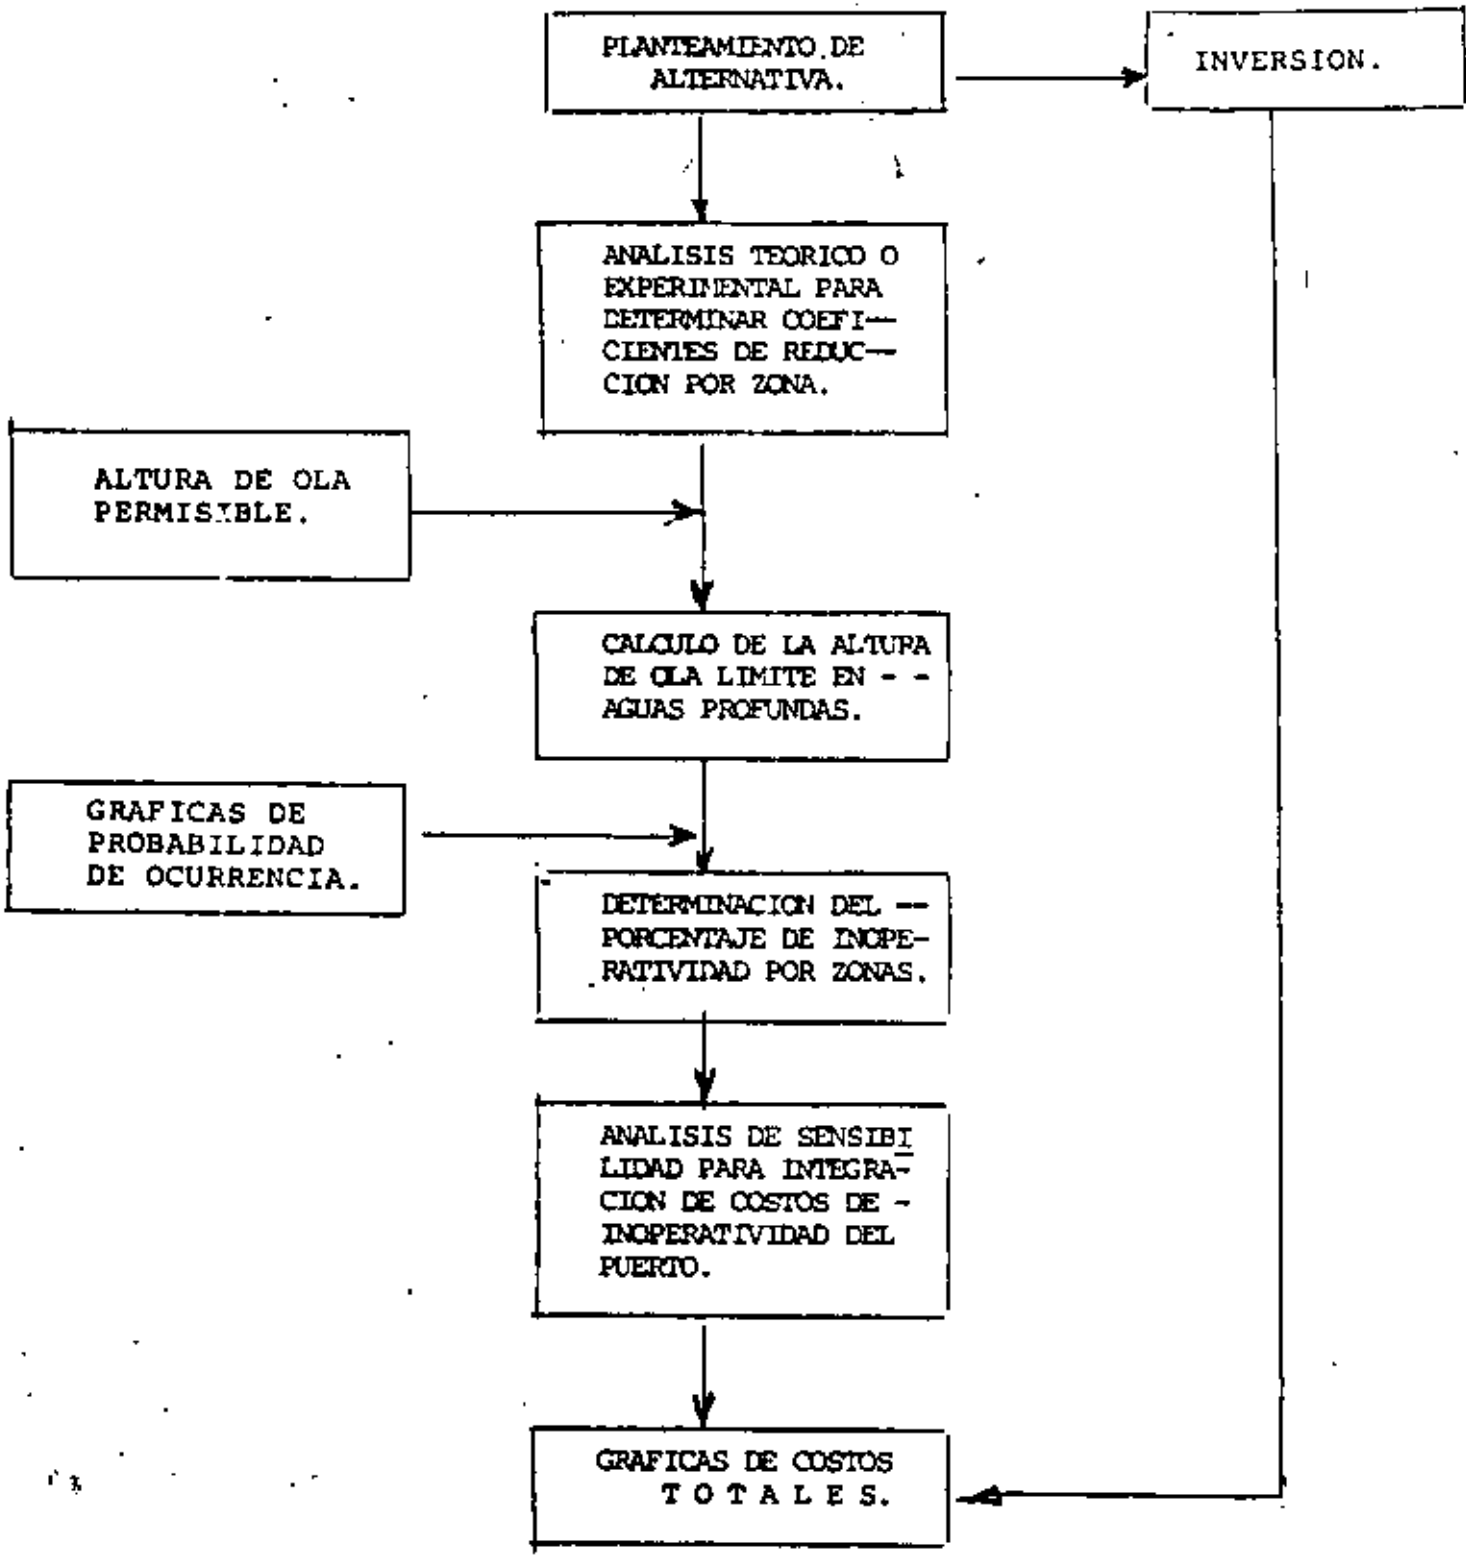 PLANTEAMIENTO DE
ALTERNATIVA.
INVERSION.
ANALISIS TEORICO O
EXPERIMENTAL PARA
DETERMINAR COEFI--
CIENTES DE REDUC--
CION POR ZONA.
ALTURA DE OLA
PERMISIBLE.
CALCULO DE LA ALTURA
DE OLA LIMITE EN - -
AGUAS PROFUNDAS.
GRAFICAS DE
PROBABILIDAD
DE OCURRENCIA.
DETERMINACION DEL --
PORCENTAJE DE INOPE-
RATIVIDAD POR ZONAS.
ANALISIS DE SENSIBI
LIDAD PARA INTEGRA-
CION DE COSTOS DE -
INOPERATIVIDAD DEL
PUERTO.
GRAFICAS DE COSTOS
T O T A L E S.